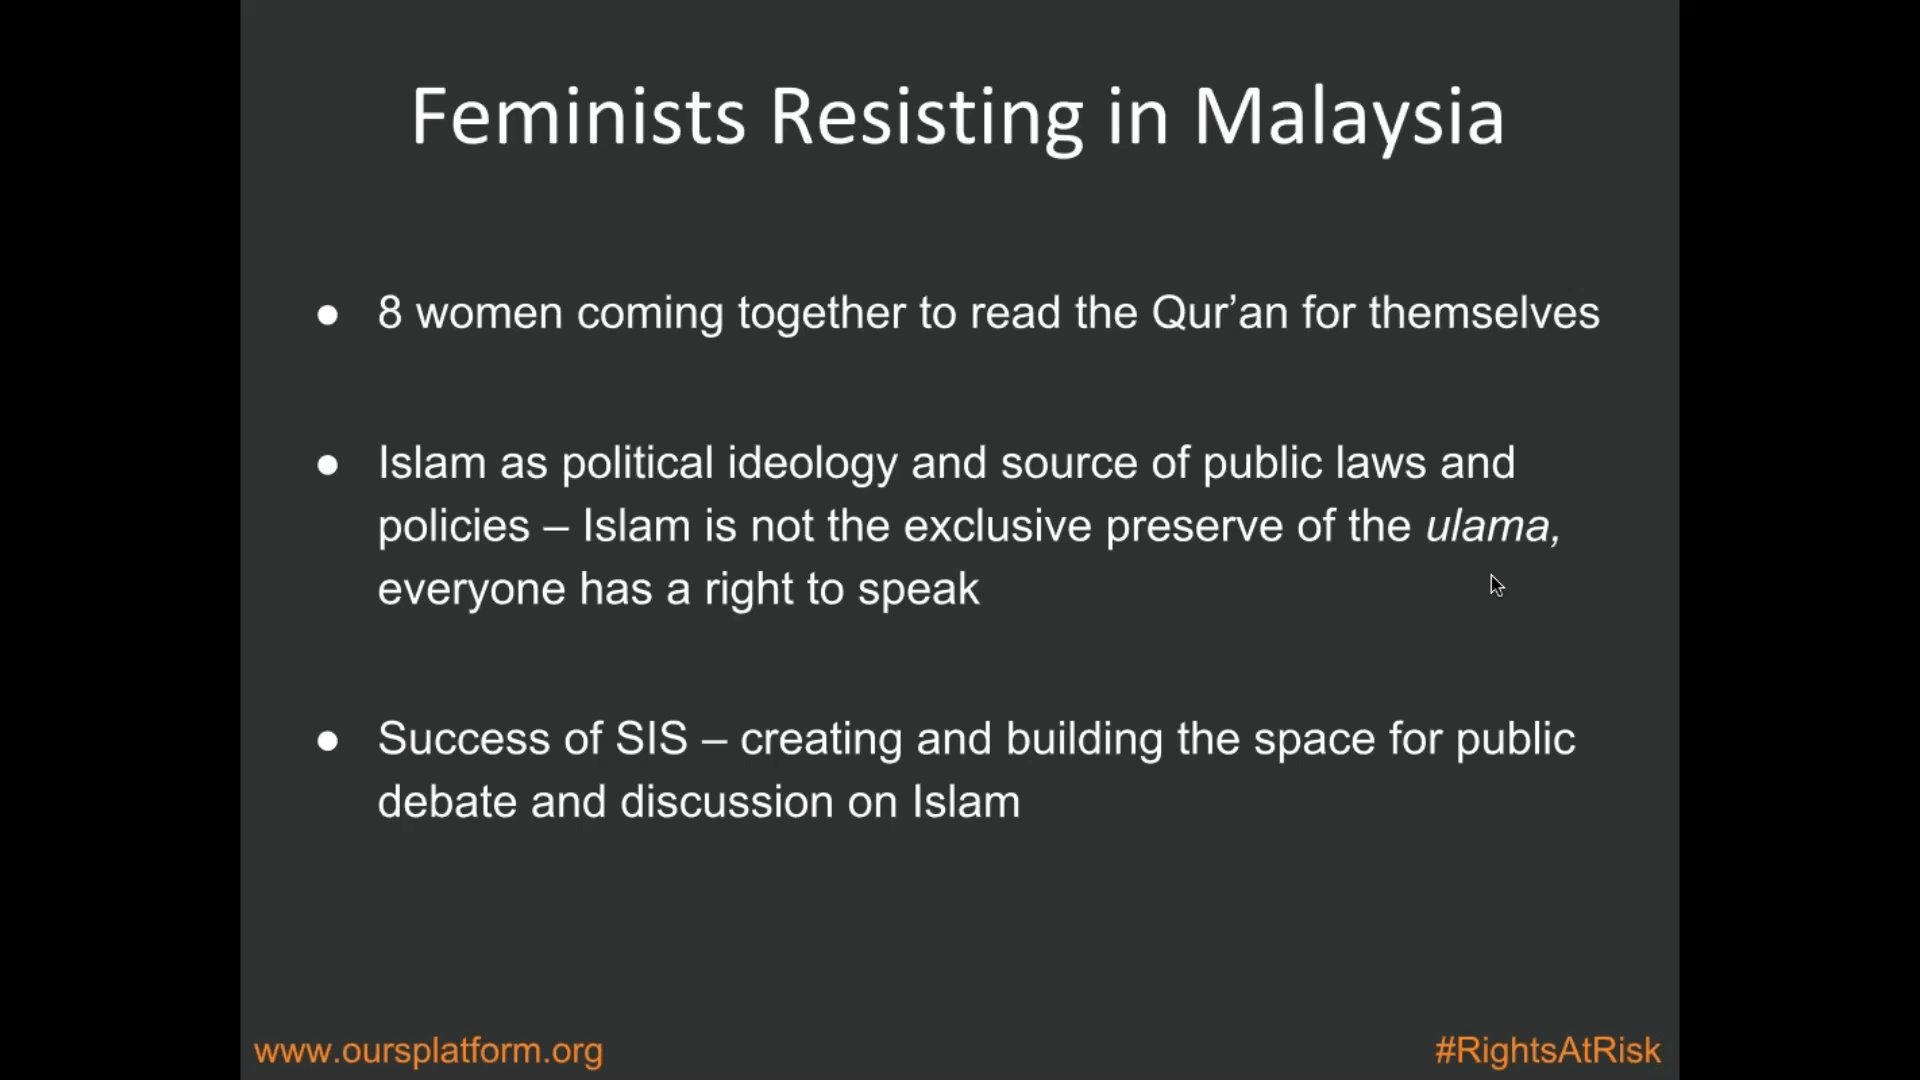 Feminists Resisting in Malaysia
● 8 women coming together to read the Qur’an for themselves
● Islam as political ideology and source of public laws and
policies – Islam is not the exclusive preserve of the ulama,
everyone has a right to speak
● Success of SIS – creating and building the space for public
debate and discussion on Islam
www.oursplatform.org
#RightsAtRisk